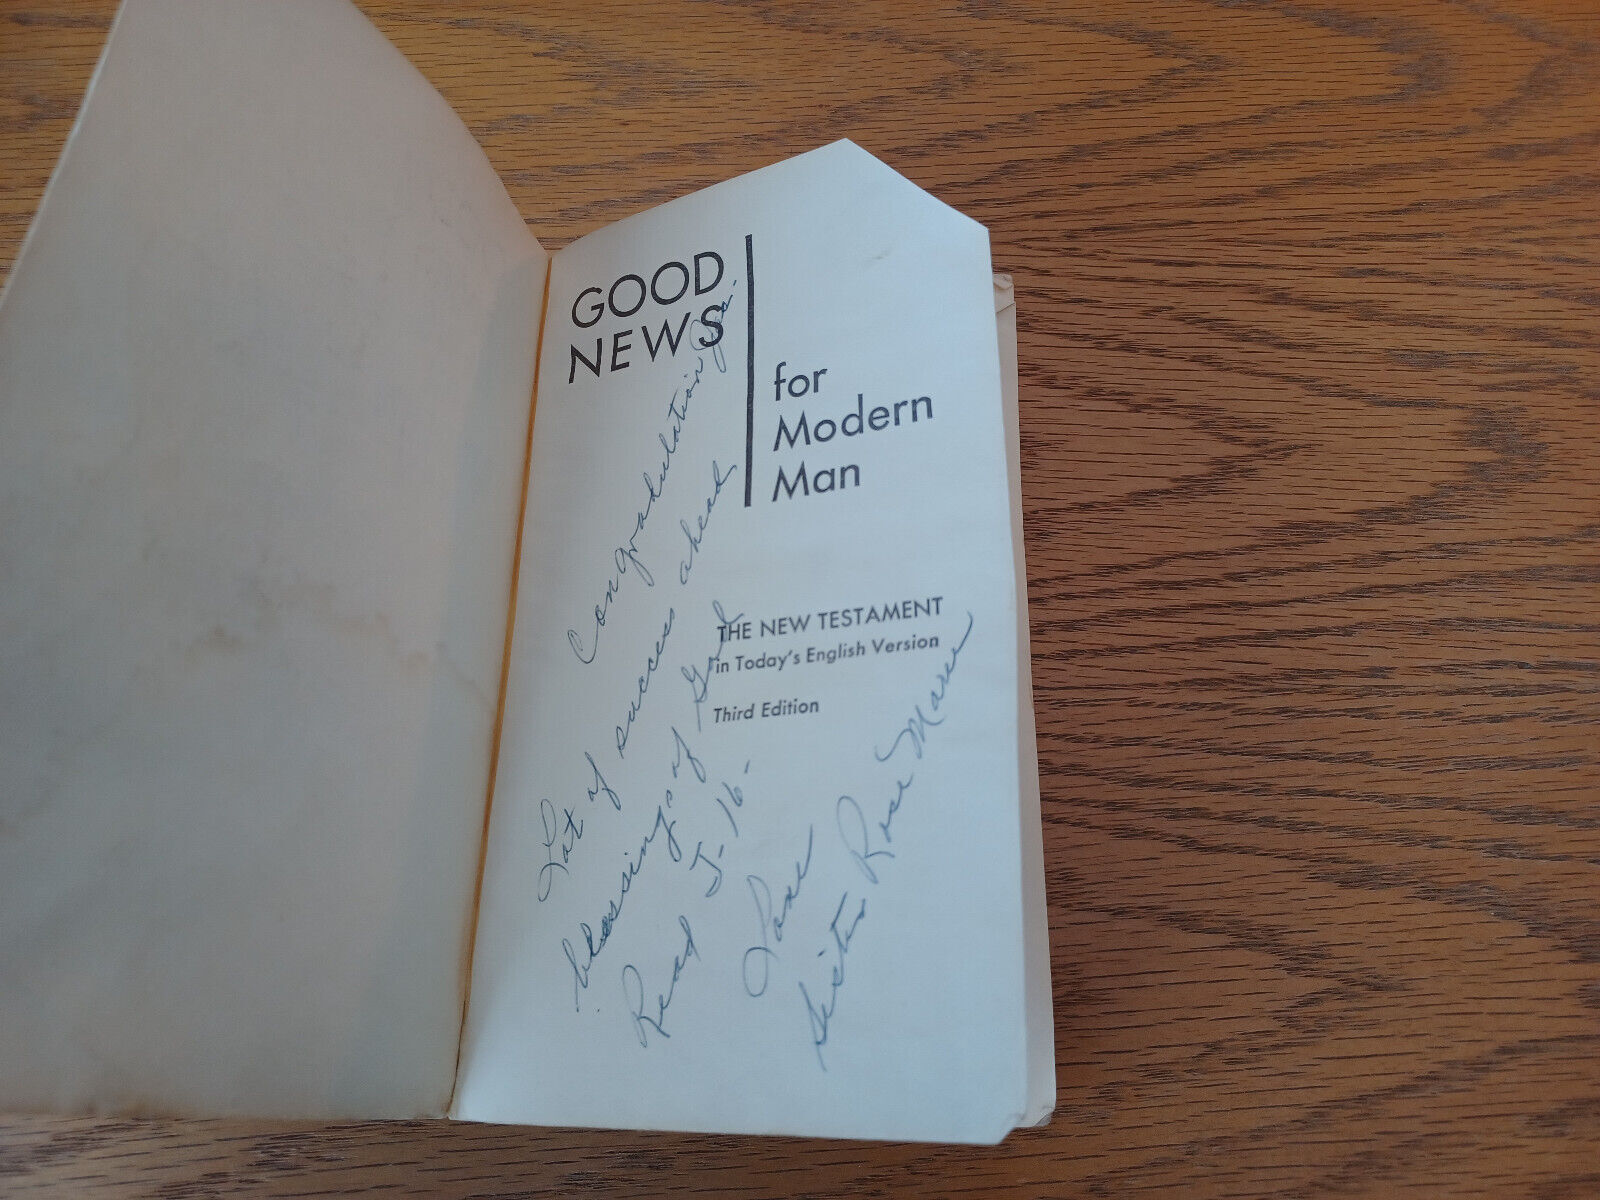 GOOD
NEWS
for
Modern
Man
THE NEW TESTAMENT
in Today's English Version
Third Edition
Congradulation
Lot of success ahead
blessings of God
Read J-16-
Love
Sister Rose Marie